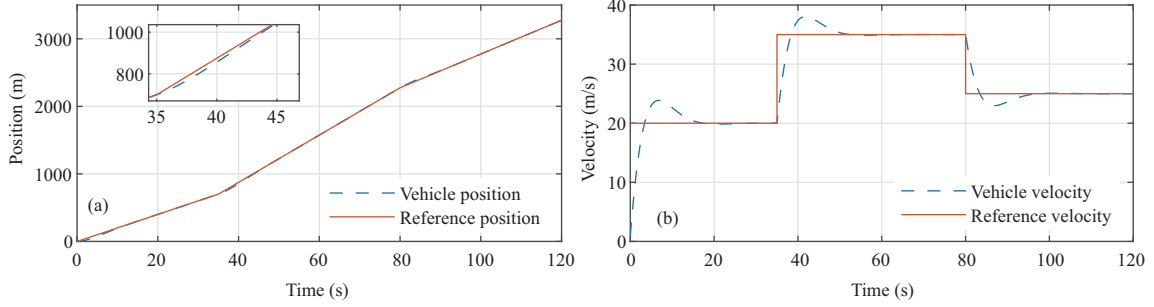 3000
2000
1000
0
Position (m)
1000
800
35
40
45
(a)
Vehicle position
Reference position
0
20
40
60
80
100
120
Time (s)
40
30
20
10
0
Velocity (m/s)
(b)
Vehicle velocity
Reference velocity
0
20
40
60
80
100
120
Time (s)